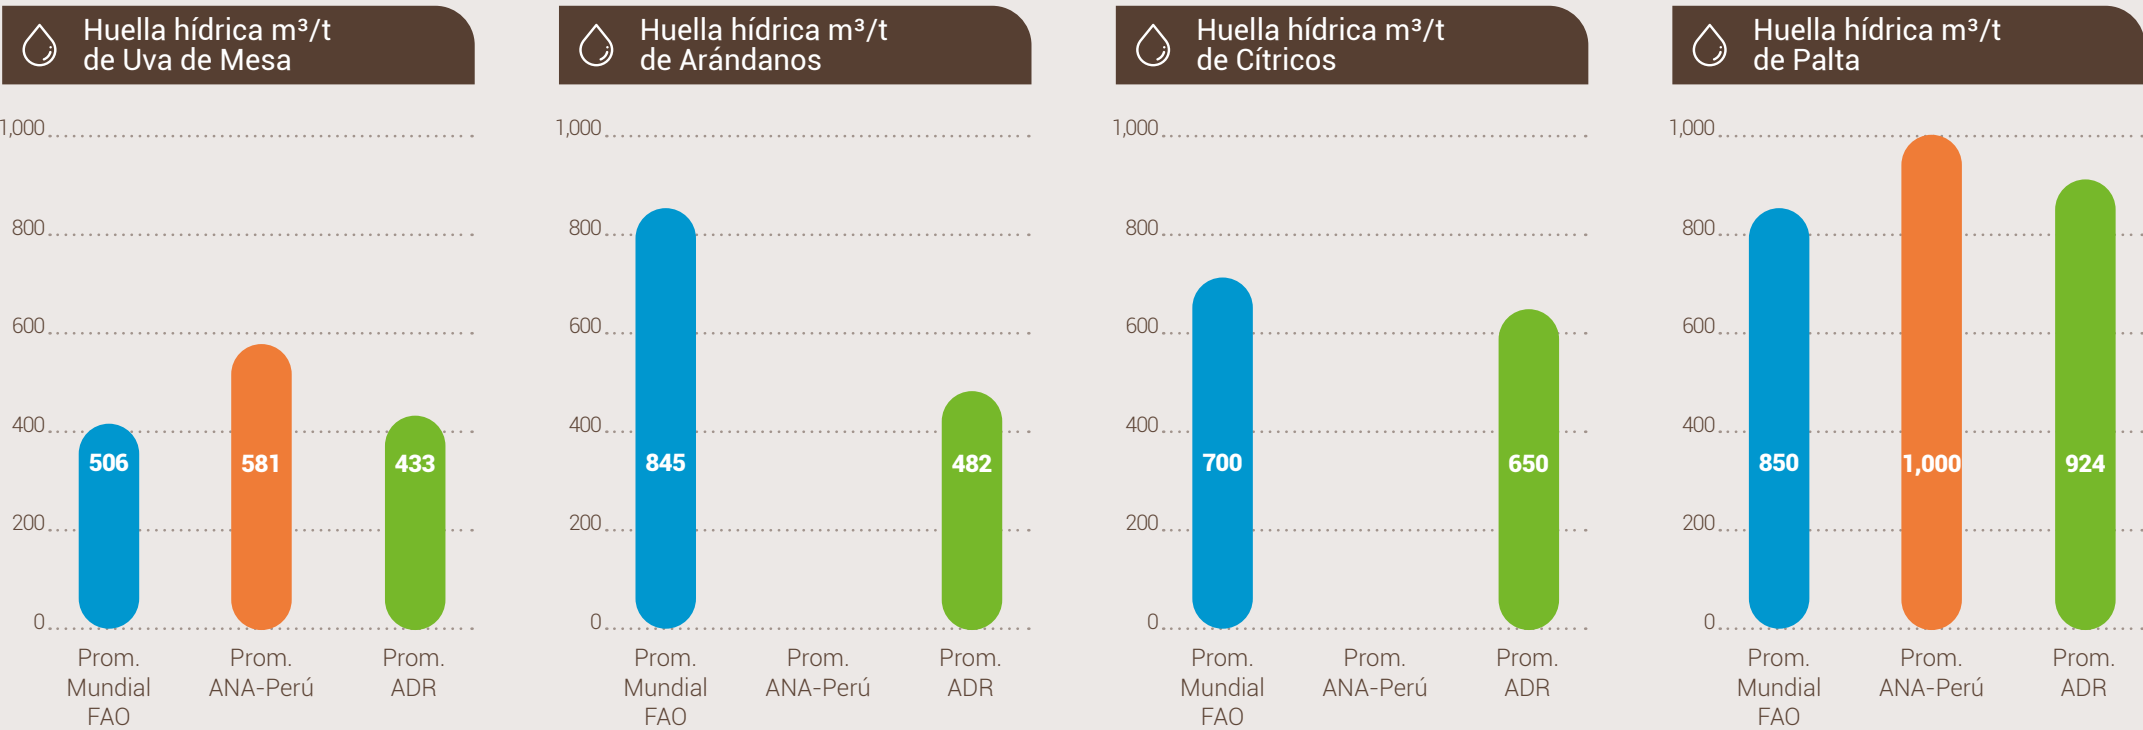 Huella hídrica m³/t
de Uva de Mesa
1,000
800
600
400
200
0
506
581
433
Prom.
Mundial
FAO
Prom.
ANA-Perú
Prom.
ADR
Huella hídrica m³/t
de Arándanos
1,000
800
600
400
200
0
845
482
Prom.
Mundial
FAO
Prom.
ANA-Perú
Prom.
ADR
Huella hídrica m³/t
de Cítricos
1,000
800
600
400
200
0
700
650
Prom.
Mundial
FAO
Prom.
ANA-Perú
Prom.
ADR
Huella hídrica m³/t
de Palta
1,000
800
600
400
200
0
850
1,000
924
Prom.
Mundial
FAO
Prom.
ANA-Perú
Prom.
ADR